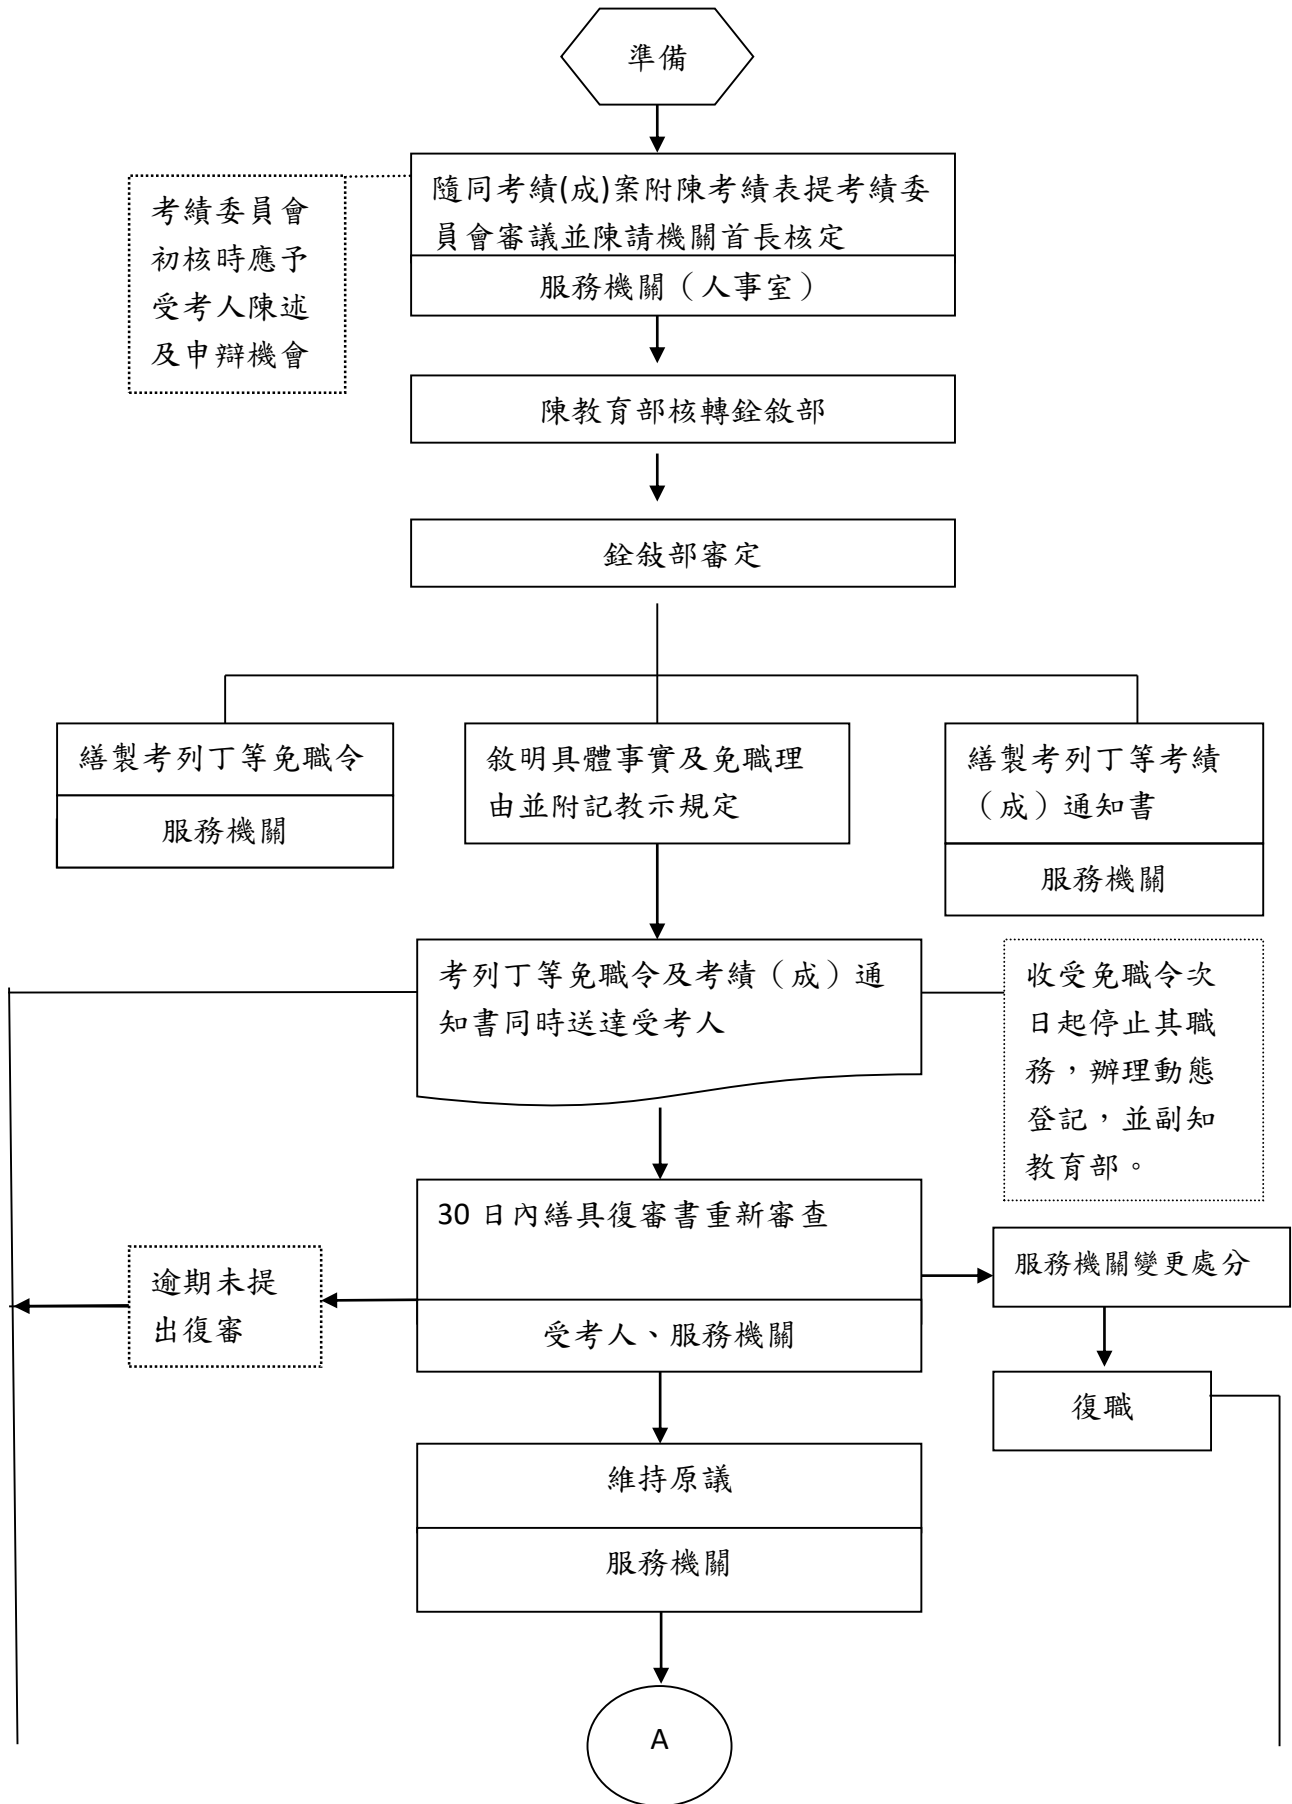 準備
隨同考績(成)案附陳考績表提考績委
員會審議並陳請機關首長核定
服務機關（人事室）
考績委員會
初核時應予
受考人陳述
及申辯機會
陳教育部核轉銓敘部
銓敍部審定
繕製考列丁等免職令
服務機關
敘明具體事實及免職理
由並附記教示規定
繕製考列丁等考績
（成）通知書
服務機關
考列丁等免職令及考績（成）通
知書同時送達受考人
收受免職令次
日起停止其職
務，辦理動態
登記，並副知
教育部。
30 日內繕具復審書重新審查
受考人、服務機關
逾期未提
出復審
服務機關變更處分
復職
維持原議
服務機關
A